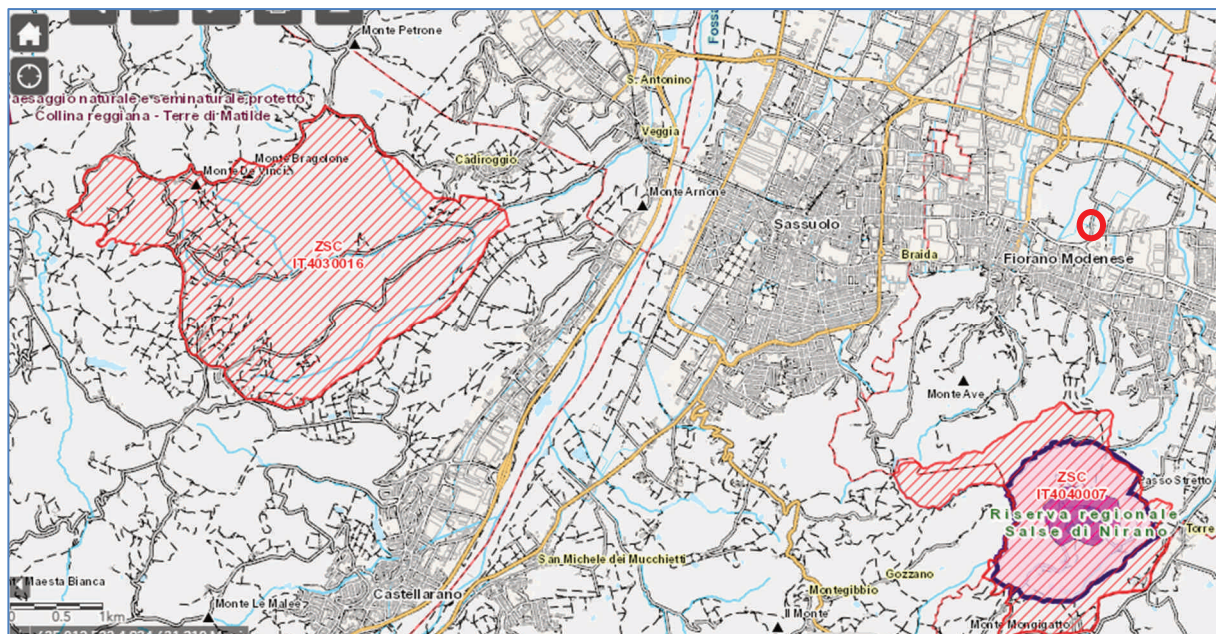 Monte Petrone
Fossa
S. Antonino
aesaggio naturale e seminaturale protetto
Collina reggiana - Terre di Matilde
Veggia
Monte Bragolone
Cadiroggio
Monte De Vinci
Monte Arnone
Sassuolo
ZSC
IT4030016
Braida
Fiorano Modenese
Monte Ave
ZSC
IT4040007
Passo Stretto
Riserva regionale
Salse di Nirano
Torre
San Michele dei Mucchietti
Gozzano
Maesta Bianca
Castellarano
Montegibbio
0.5 1km
Monte Le Malee
Il Monte
Monte Mongigatto